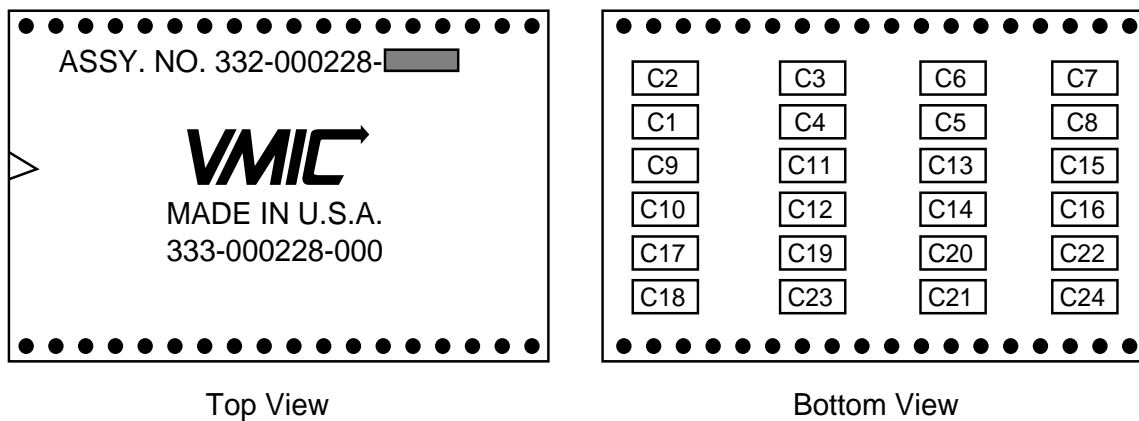 ASSY. NO. 332-000228-
VMIC
MADE IN U.S.A.
333-000228-000
Top View
C2 C3 C6 C7
C1 C4 C5 C8
C9 C11 C13 C15
C10 C12 C14 C16
C17 C19 C20 C22
C18 C23 C21 C24
Bottom View